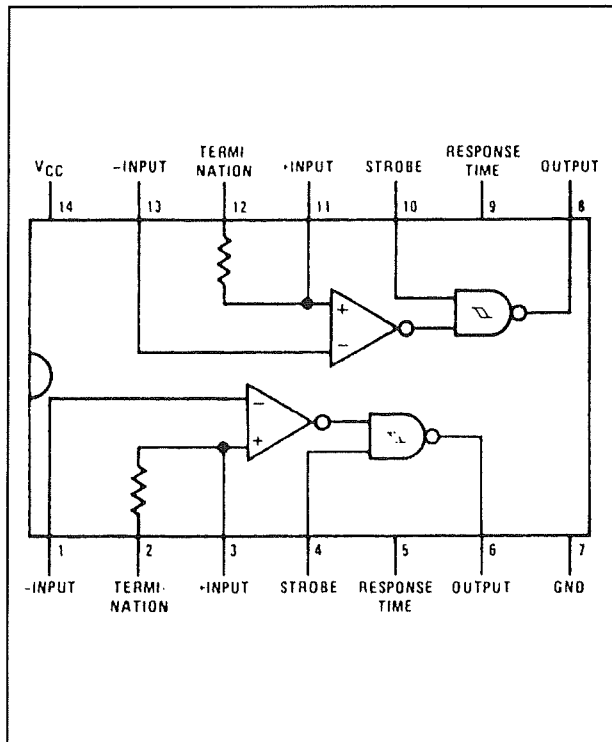 TERMI RESPONSE
VCC -INPUT NATION +INPUT STROBE TIME OUTPUT
14 13 12 11 10 9 8
+
−
−
+
1 2 3 4 5 6 7
-INPUT TERMI- +INPUT STROBE RESPONSE OUTPUT GND
NATION TIME